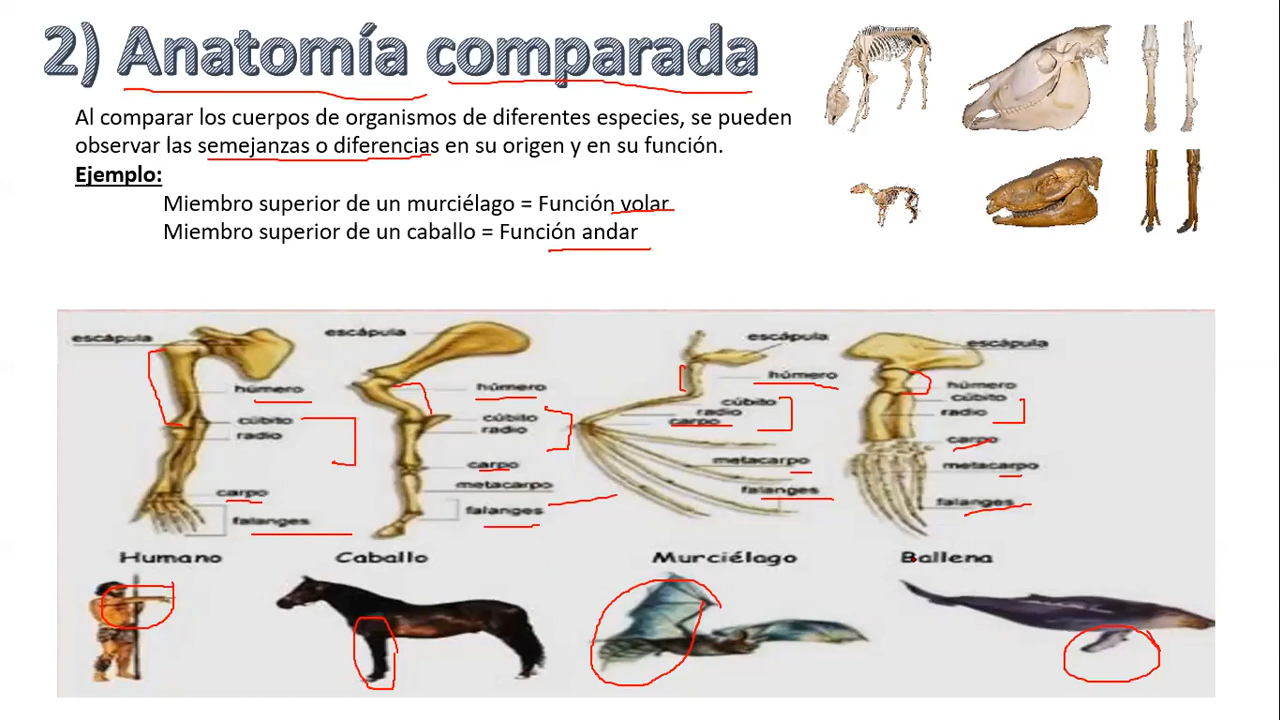 2) Anatomía comparada
Al comparar los cuerpos de organismos de diferentes especies, se pueden
observar las semejanzas o diferencias en su origen y en su función.
Ejemplo:
Miembro superior de un murciélago = Función volar
Miembro superior de un caballo = Función andar
escápula
húmero
cúbito
radio
carpo
falanges
Humano
escápula
húmero
cúbito
radio
carpo
metacarpo
falanges
Caballo
escápula
húmero
cúbito
radio
carpo
metacarpo
falanges
Murciélago
escápula
húmero
cúbito
radio
carpo
metacarpo
falanges
Ballena